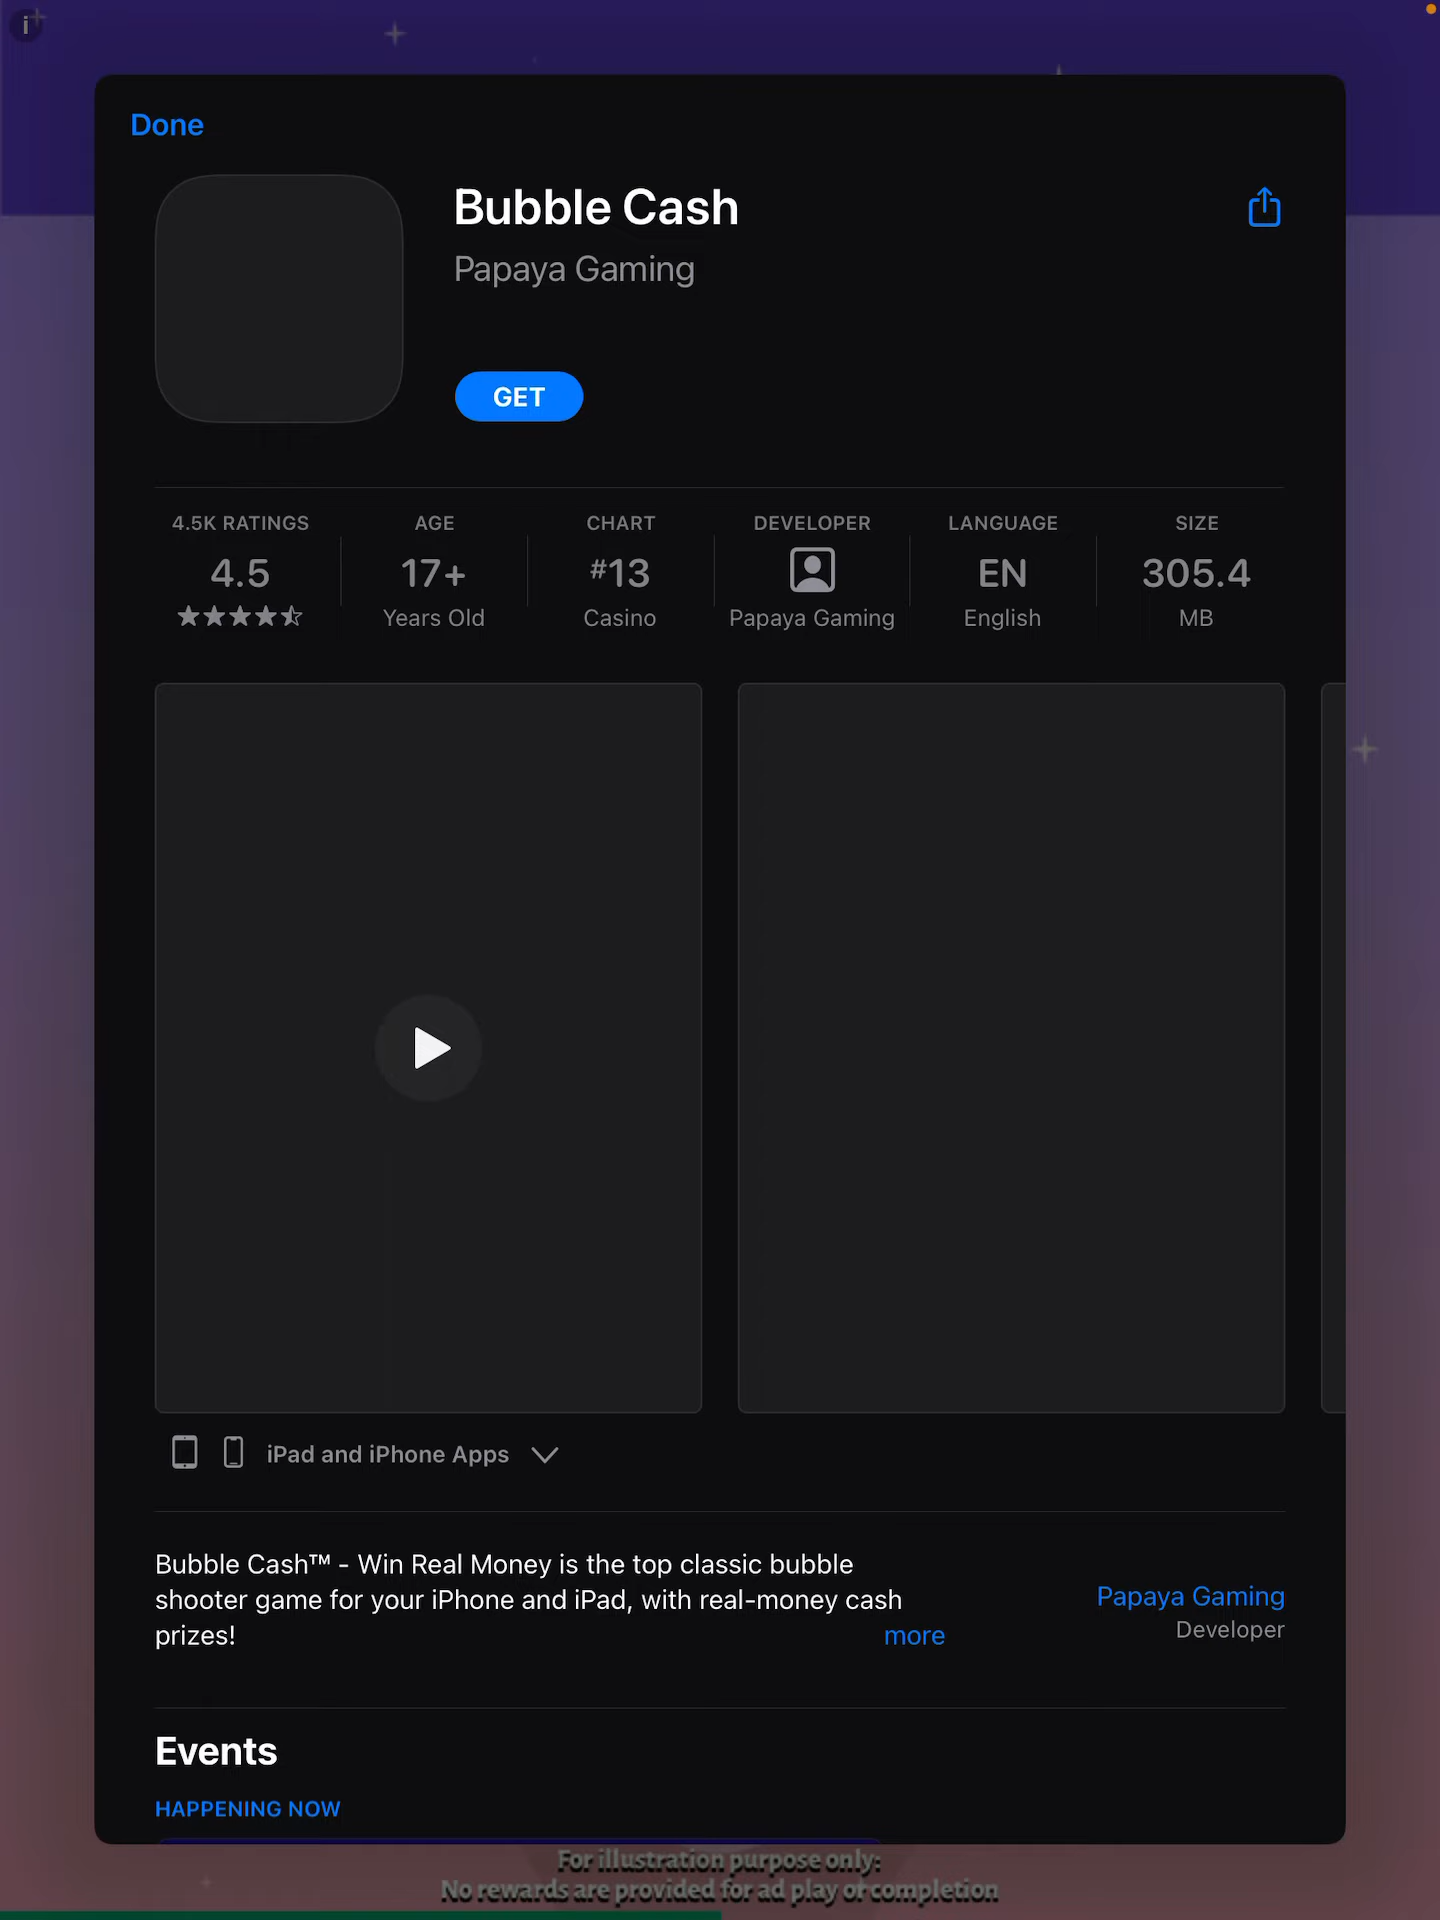 i
Done
Bubble Cash
Papaya Gaming
GET
4.5K RATINGS
4.5
AGE
17+
Years Old
CHART
#13
Casino
DEVELOPER
Papaya Gaming
LANGUAGE
EN
English
SIZE
305.4
MB
iPad and iPhone Apps
Bubble Cash™ - Win Real Money is the top classic bubble
shooter game for your iPhone and iPad, with real-money cash
prizes!
more
Papaya Gaming
Developer
Events
HAPPENING NOW
For illustration purpose only:
No rewards are provided for ad play or completion